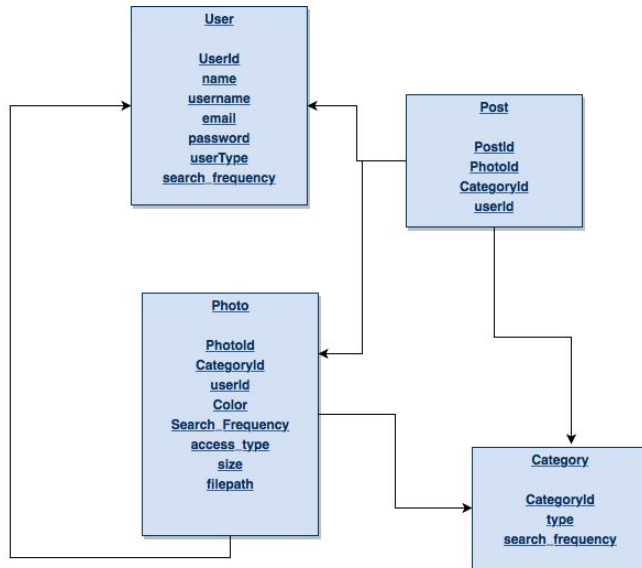 User
UserId
name
username
email
password
userType
search_frequency
Post
PostId
PhotoId
CategoryId
userId
Photo
PhotoId
CategoryId
userId
Color
Search_Frequency
access_type
size
filepath
Category
CategoryId
type
search_frequency